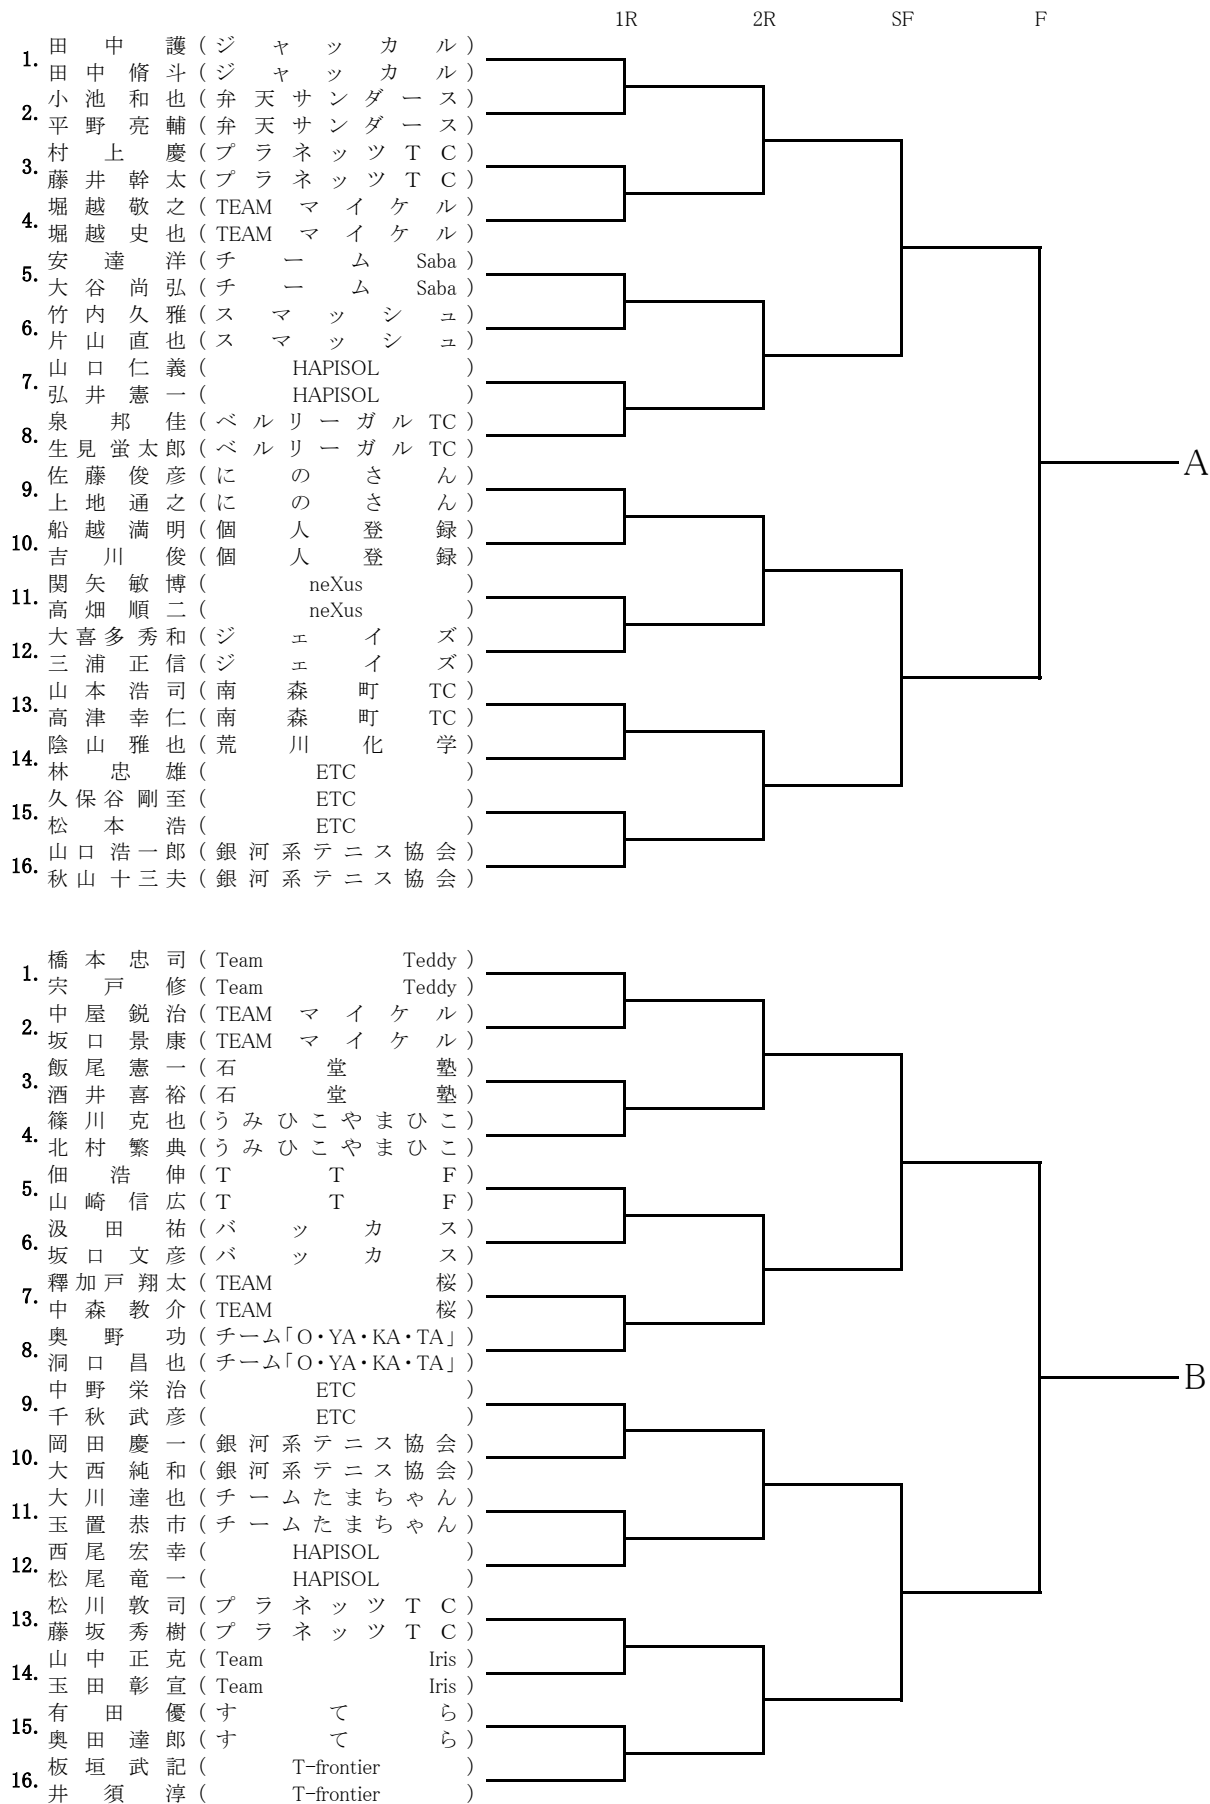 1R 2R SF F
1.
田中護(ジャッカル)
田中脩斗(ジャッカル)
2.
小池和也(弁天サンダース)
平野亮輔(弁天サンダース)
3.
村上慶(プラネッツTC)
藤井幹太(プラネッツTC)
4.
堀越敬之(TEAMマイケル)
堀越史也(TEAMマイケル)
5.
安達洋(チームSaba)
大谷尚弘(チームSaba)
6.
竹内久雅(スマッシュ)
片山直也(スマッシュ)
7.
山口仁義(HAPISOL)
弘井憲一(HAPISOL)
8.
泉邦佳(ベルリーガルTC)
生見蛍太郎(ベルリーガルTC)
A
9.
佐藤俊彦(にのさん)
上地通之(にのさん)
10.
船越満明(個人登録)
吉川俊(個人登録)
11.
関矢敏博(neXus)
高畑順二(neXus)
12.
大喜多秀和(ジェイズ)
三浦正信(ジェイズ)
13.
山本浩司(南森町TC)
高津幸仁(南森町TC)
14.
陰山雅也(荒川化学)
林忠雄(ETC)
15.
久保谷剛至(ETC)
松本浩(ETC)
16.
山口浩一郎(銀河系テニス協会)
秋山十三夫(銀河系テニス協会)
1.
橋本忠司(Team Teddy)
宍戸修(Team Teddy)
2.
中屋鋭治(TEAMマイケル)
坂口景康(TEAMマイケル)
3.
飯尾憲一(石堂塾)
酒井喜裕(石堂塾)
4.
篠川克也(うみひこやまひこ)
北村繁典(うみひこやまひこ)
5.
佃浩伸(TTF)
山崎信広(TTF)
6.
汲田祐(バッカス)
坂口文彦(バッカス)
7.
釋加戸翔太(TEAM桜)
中森教介(TEAM桜)
8.
奥野功(チーム「O・YA・KA・TA」)
洞口昌也(チーム「O・YA・KA・TA」)
B
9.
中野栄治(ETC)
千秋武彦(ETC)
10.
岡田慶一(銀河系テニス協会)
大西純和(銀河系テニス協会)
11.
大川達也(チームたまちゃん)
玉置恭市(チームたまちゃん)
12.
西尾宏幸(HAPISOL)
松尾竜一(HAPISOL)
13.
松川敦司(プラネッツTC)
藤坂秀樹(プラネッツTC)
14.
山中正克(Team Iris)
玉田彰宣(Team Iris)
15.
有田優(すてら)
奥田達郎(すてら)
16.
板垣武記(T-frontier)
井須淳(T-frontier)